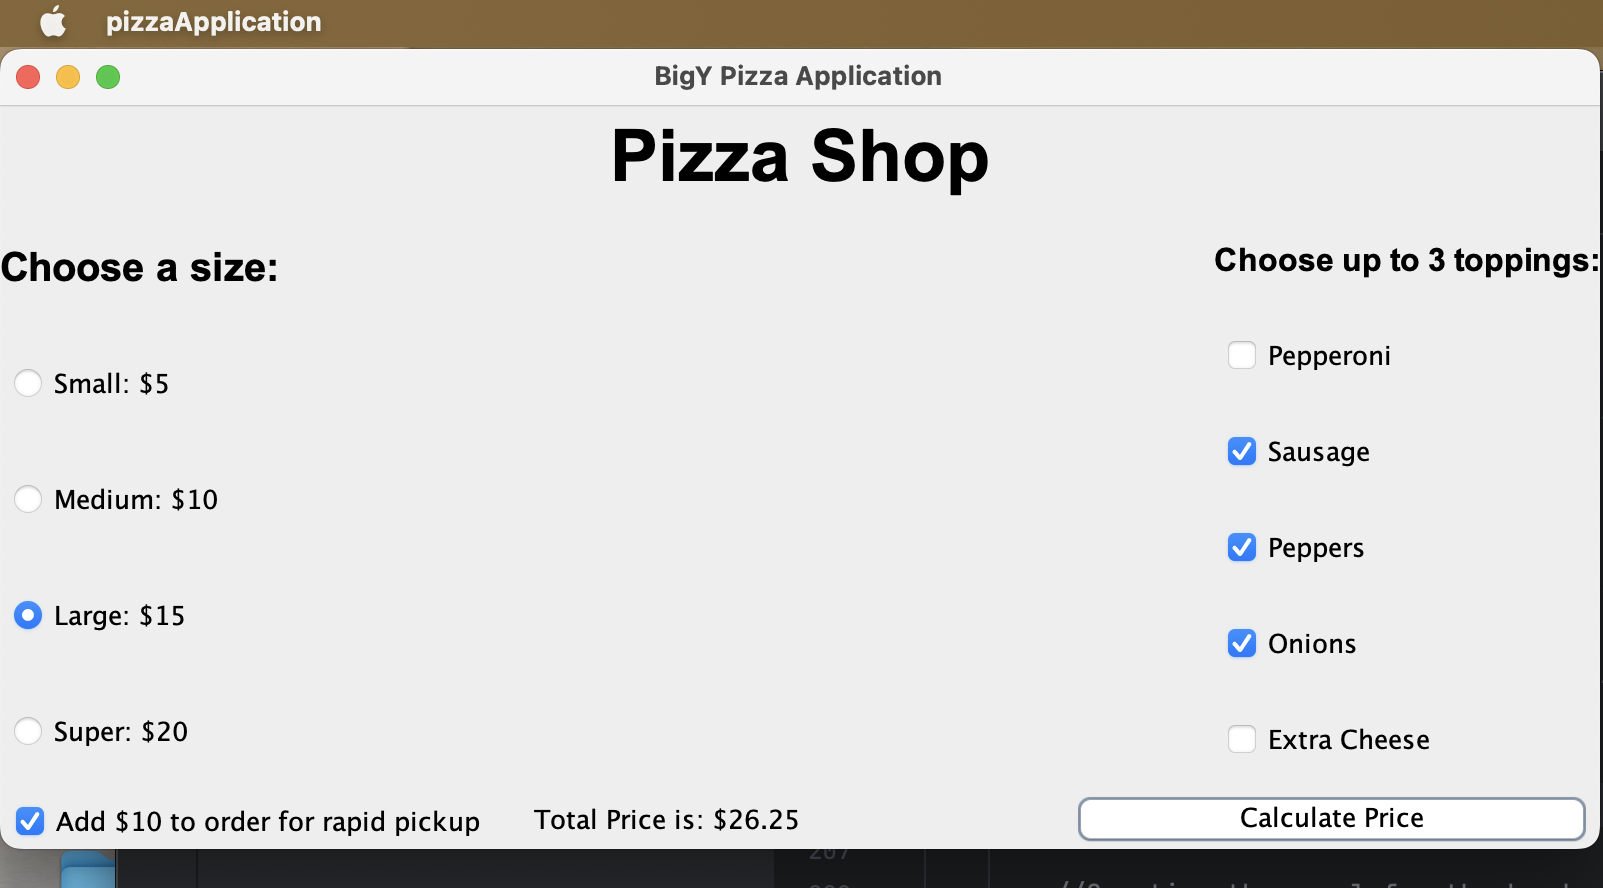 pizzaApplication
BigY Pizza Application
Pizza Shop
Choose a size:
Choose up to 3 toppings:
Small: $5
Medium: $10
Large: $15
Super: $20
Pepperoni
Sausage
Peppers
Onions
Extra Cheese
Add $10 to order for rapid pickup
Total Price is: $26.25
Calculate Price
207